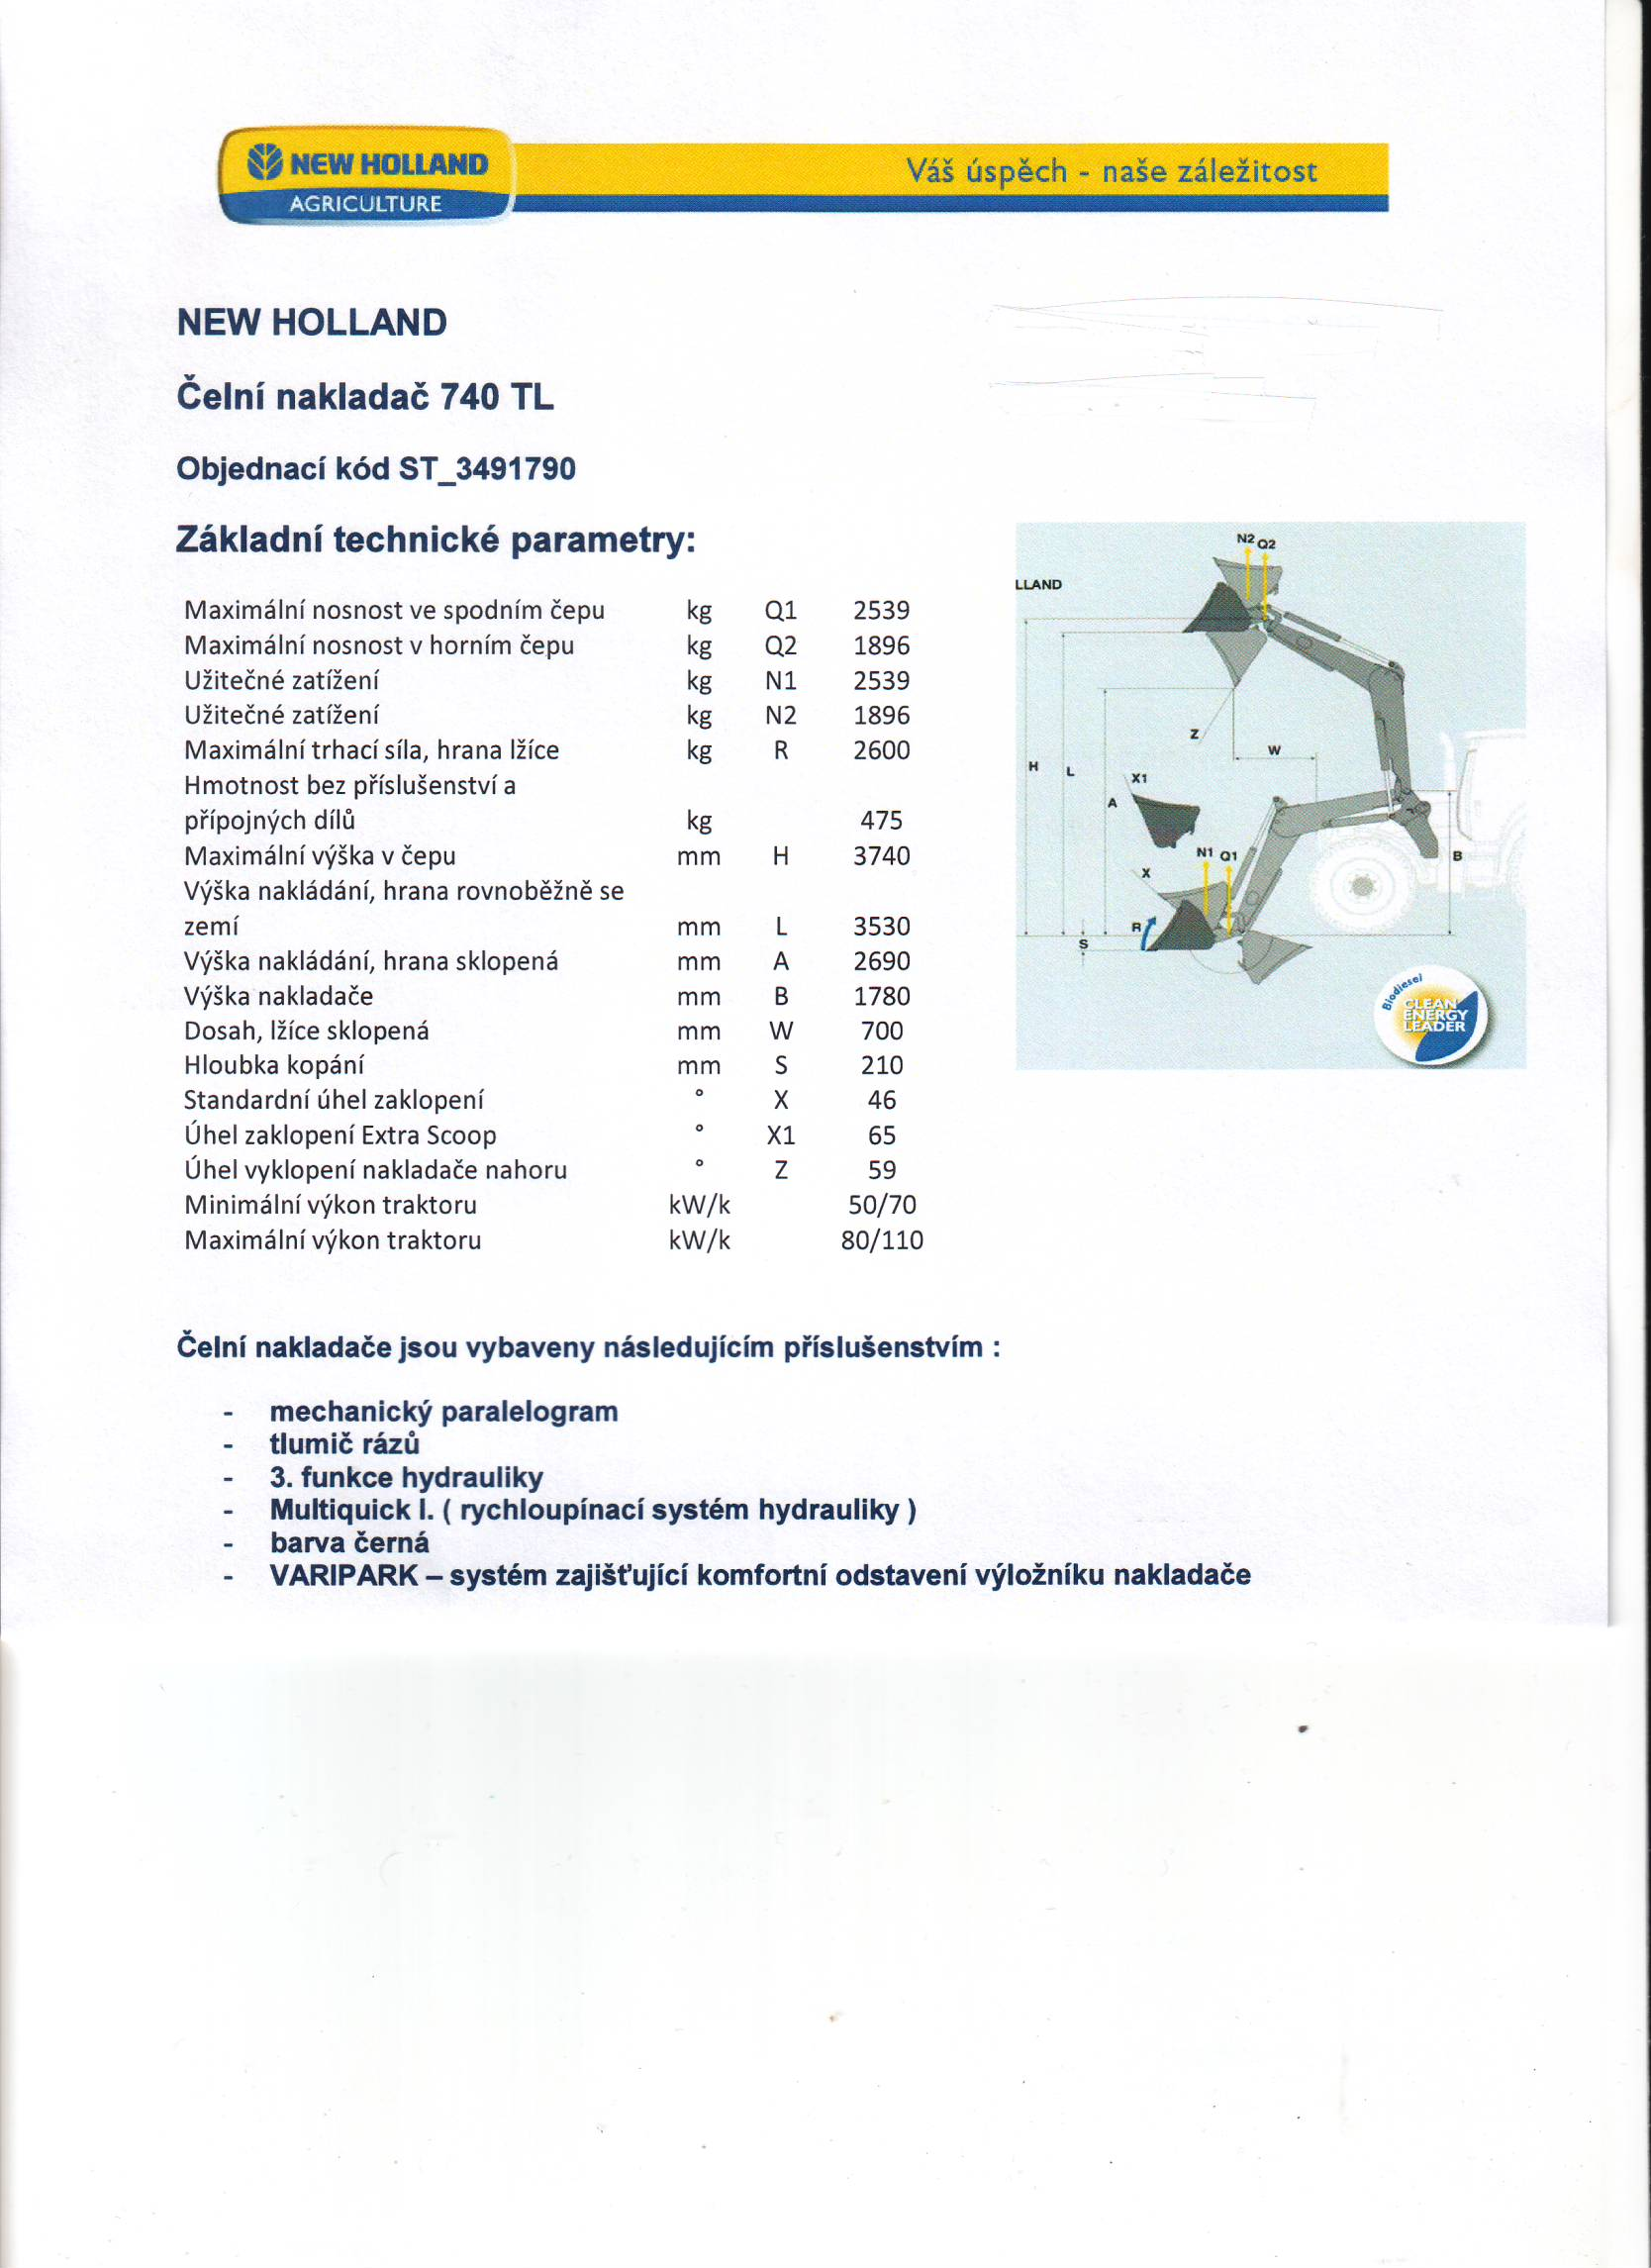 NEW HOLLAND
AGRICULTURE
Váš úspěch - naše záležitost
NEW HOLLAND
Čelní nakladač 740 TL
Objednací kód ST_3491790
Základní technické parametry:
Maximální nosnost ve spodním čepu kg Q1 2539
Maximální nosnost v horním čepu kg Q2 1896
Užitečné zatížení kg N1 2539
Užitečné zatížení kg N2 1896
Maximální trhací síla, hrana lžíce kg R 2600
Hmotnost bez příslušenství a
přípojných dílů kg 475
Maximální výška v čepu mm H 3740
Výška nakládání, hrana rovnoběžně se
zemí mm L 3530
Výška nakládání, hrana sklopená mm A 2690
Výška nakladače mm B 1780
Dosah, lžíce sklopená mm W 700
Hloubka kopání mm S 210
Standardní úhel zaklopení ° X 46
Úhel zaklopení Extra Scoop ° X1 65
Úhel vyklopení nakladače nahoru ° Z 59
Minimální výkon traktoru kW/k 50/70
Maximální výkon traktoru kW/k 80/110
N2 Q2
LLAND
Z
W
H
L
X1
A
N1 Q1
B
X
R
S
Biodiesel
CLEAN
ENERGY
LEADER
Čelní nakladače jsou vybaveny následujícím příslušenstvím :
- mechanický paralelogram
- tlumič rázů
- 3. funkce hydrauliky
- Multiquick I. ( rychloupínací systém hydrauliky )
- barva černá
- VARIPARK – systém zajišťující komfortní odstavení výložníku nakladače